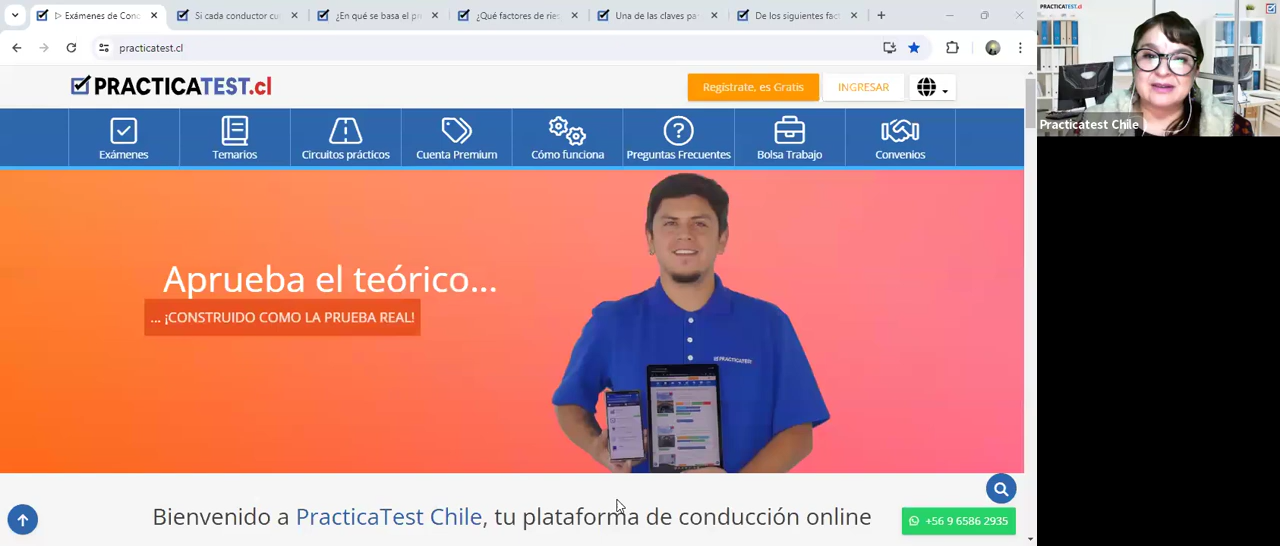 ▷ Exámenes de Cond
Si cada conductor cu
¿En qué se basa el pr
¿Qué factores de rie
Una de las claves pa
De los siguientes fac
practicatest.cl
PRACTICATEST.cl
Regístrate, es Gratis
INGRESAR
Exámenes
Temarios
Circuitos prácticos
Cuenta Premium
Cómo funciona
Preguntas Frecuentes
Bolsa Trabajo
Convenios
Aprueba el teórico...
... ¡CONSTRUIDO COMO LA PRUEBA REAL!
PRACTICATEST
Bienvenido a PracticaTest Chile, tu plataforma de conducción online
+56 9 6586 2935
PRACTICATEST.cl
Practicatest Chile